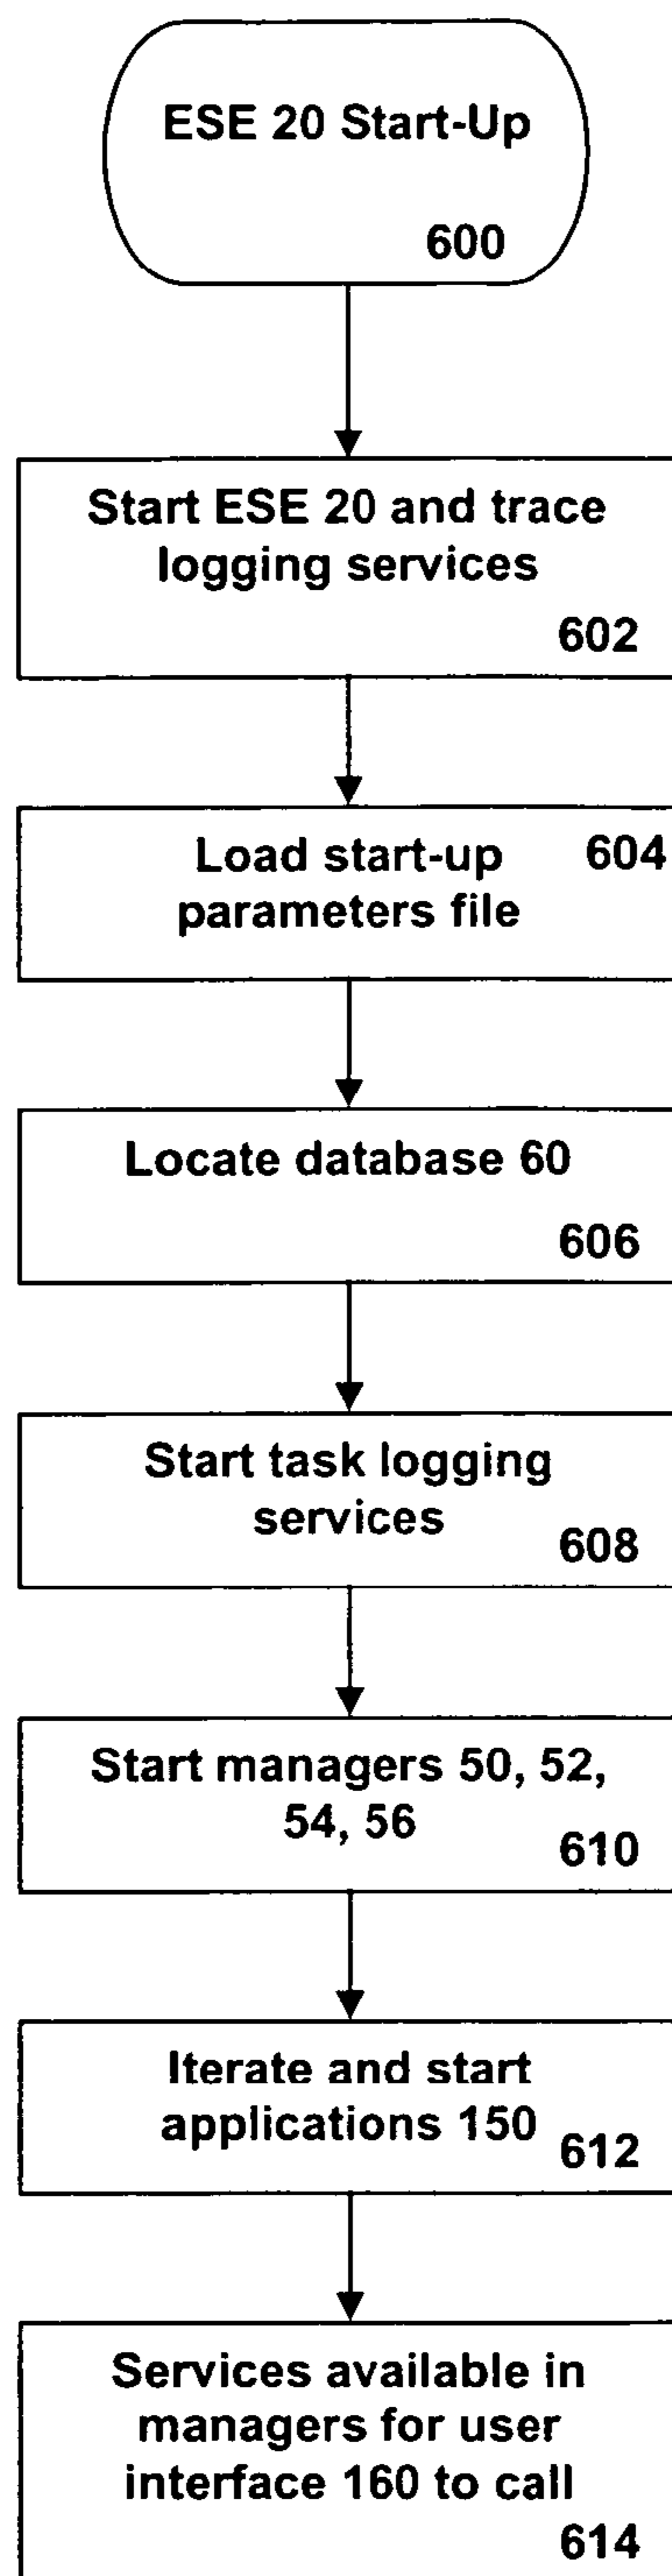 ESE 20 Start-Up
600
Start ESE 20 and trace
logging services
602
Load start-up 604
parameters file
Locate database 60
606
Start task logging
services
608
Start managers 50, 52,
54, 56
610
Iterate and start
applications 150
612
Services available in
managers for user
interface 160 to call
614